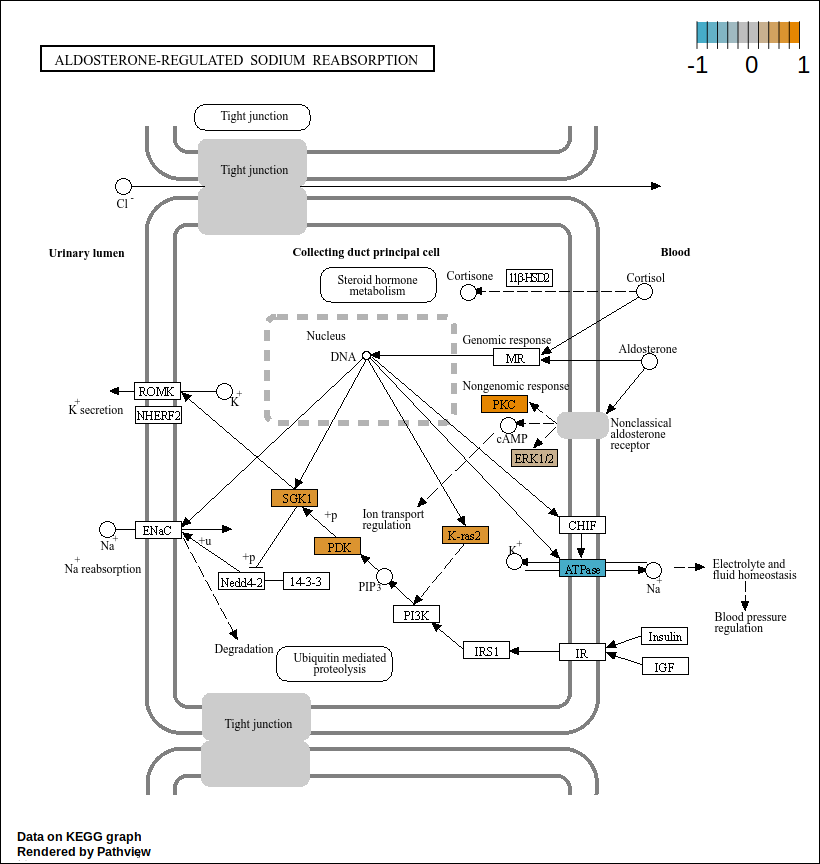 -1 0 1
ALDOSTERONE-REGULATED SODIUM REABSORPTION
Tight junction
Tight junction
Cl -
Urinary lumen
Collecting duct principal cell
Blood
Steroid hormone
metabolism
Cortisone
11β-HSD2
Cortisol
Nucleus
DNA
Genomic response
MR
Aldosterone
Nongenomic response
PKC
cAMP
ERK1/2
Nonclassical
aldosterone
receptor
ROMK
NHERF2
K+
K+ secretion
SGK1
+p
PDK
Ion transport
regulation
K-ras2
CHIF
ENaC
Na+
Na reabsorption
+
+u
+p
Nedd4-2
14-3-3
PIP3
PI3K
K+
ATPase
Na+
Electrolyte and
fluid homeostasis
Blood pressure
regulation
Degradation
Ubiquitin mediated
proteolysis
IRS1
IR
Insulin
IGF
Tight junction
Data on KEGG graph
Rendered by Pathview